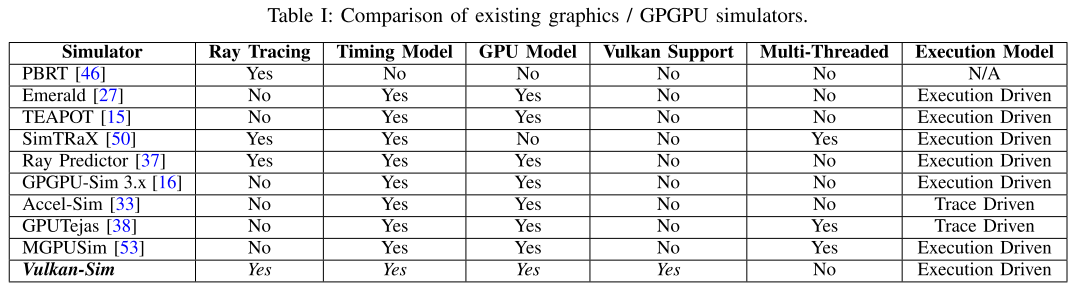 Table I: Comparison of existing graphics / GPGPU simulators.
Simulator Ray Tracing Timing Model GPU Model Vulkan Support Multi-Threaded Execution Model
PBRT [46] Yes No No No No N/A
Emerald [27] No Yes Yes No No Execution Driven
TEAPOT [15] No Yes Yes No No Execution Driven
SimTRaX [50] Yes Yes No No Yes Execution Driven
Ray Predictor [37] Yes Yes Yes No No Execution Driven
GPGPU-Sim 3.x [16] No Yes Yes No No Execution Driven
Accel-Sim [33] No Yes Yes No No Trace Driven
GPUTejas [38] No Yes Yes No Yes Trace Driven
MGPUSim [53] No Yes Yes No Yes Execution Driven
Vulkan-Sim Yes Yes Yes Yes No Execution Driven